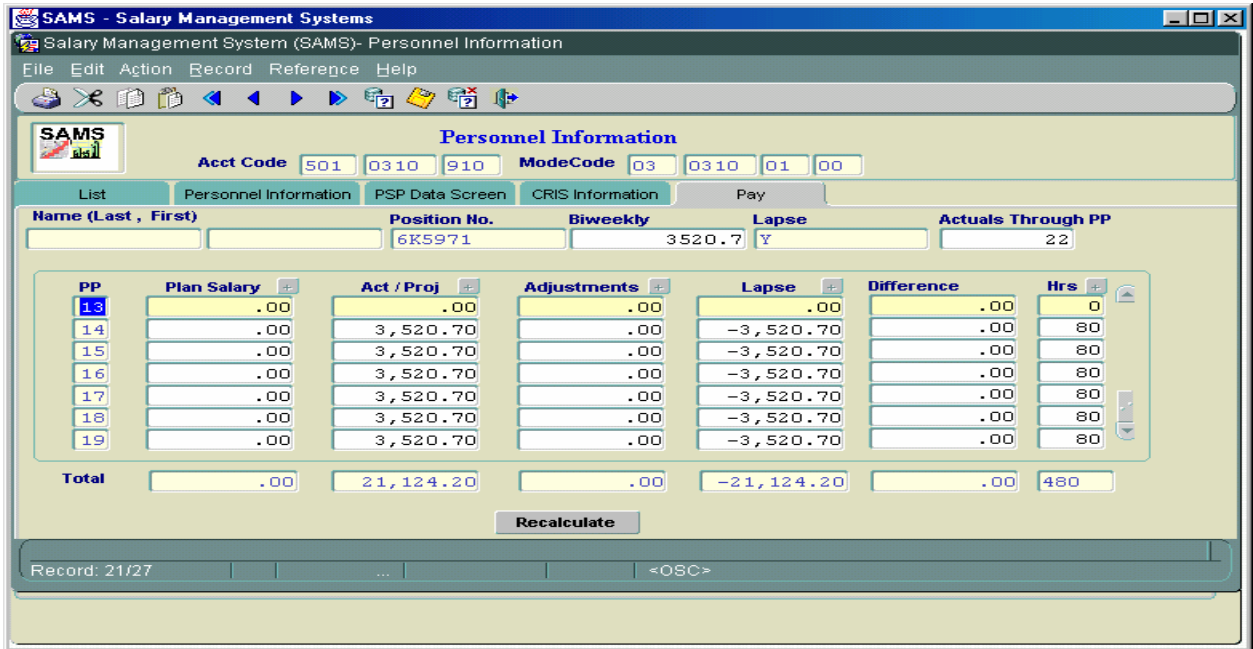 SAMS - Salary Management Systems
Salary Management System (SAMS)- Personnel Information
File Edit Action Record Reference Help
SAMS
Personnel Information
Acct Code 501 0310 910 ModeCode 03 0310 01 00
List Personnel Information PSP Data Screen CRIS Information Pay
Name (Last , First) Position No. Biweekly Lapse Actuals Through PP
6K5971 3520.7 Y 22
PP Plan Salary + Act / Proj + Adjustments + Lapse + Difference Hrs +
13 .00 .00 .00 .00 .00 0
14 .00 3,520.70 .00 -3,520.70 .00 80
15 .00 3,520.70 .00 -3,520.70 .00 80
16 .00 3,520.70 .00 -3,520.70 .00 80
17 .00 3,520.70 .00 -3,520.70 .00 80
18 .00 3,520.70 .00 -3,520.70 .00 80
19 .00 3,520.70 .00 -3,520.70 .00 80
Total .00 21,124.20 .00 -21,124.20 .00 480
Recalculate
Record: 21/27 ... <OSC>